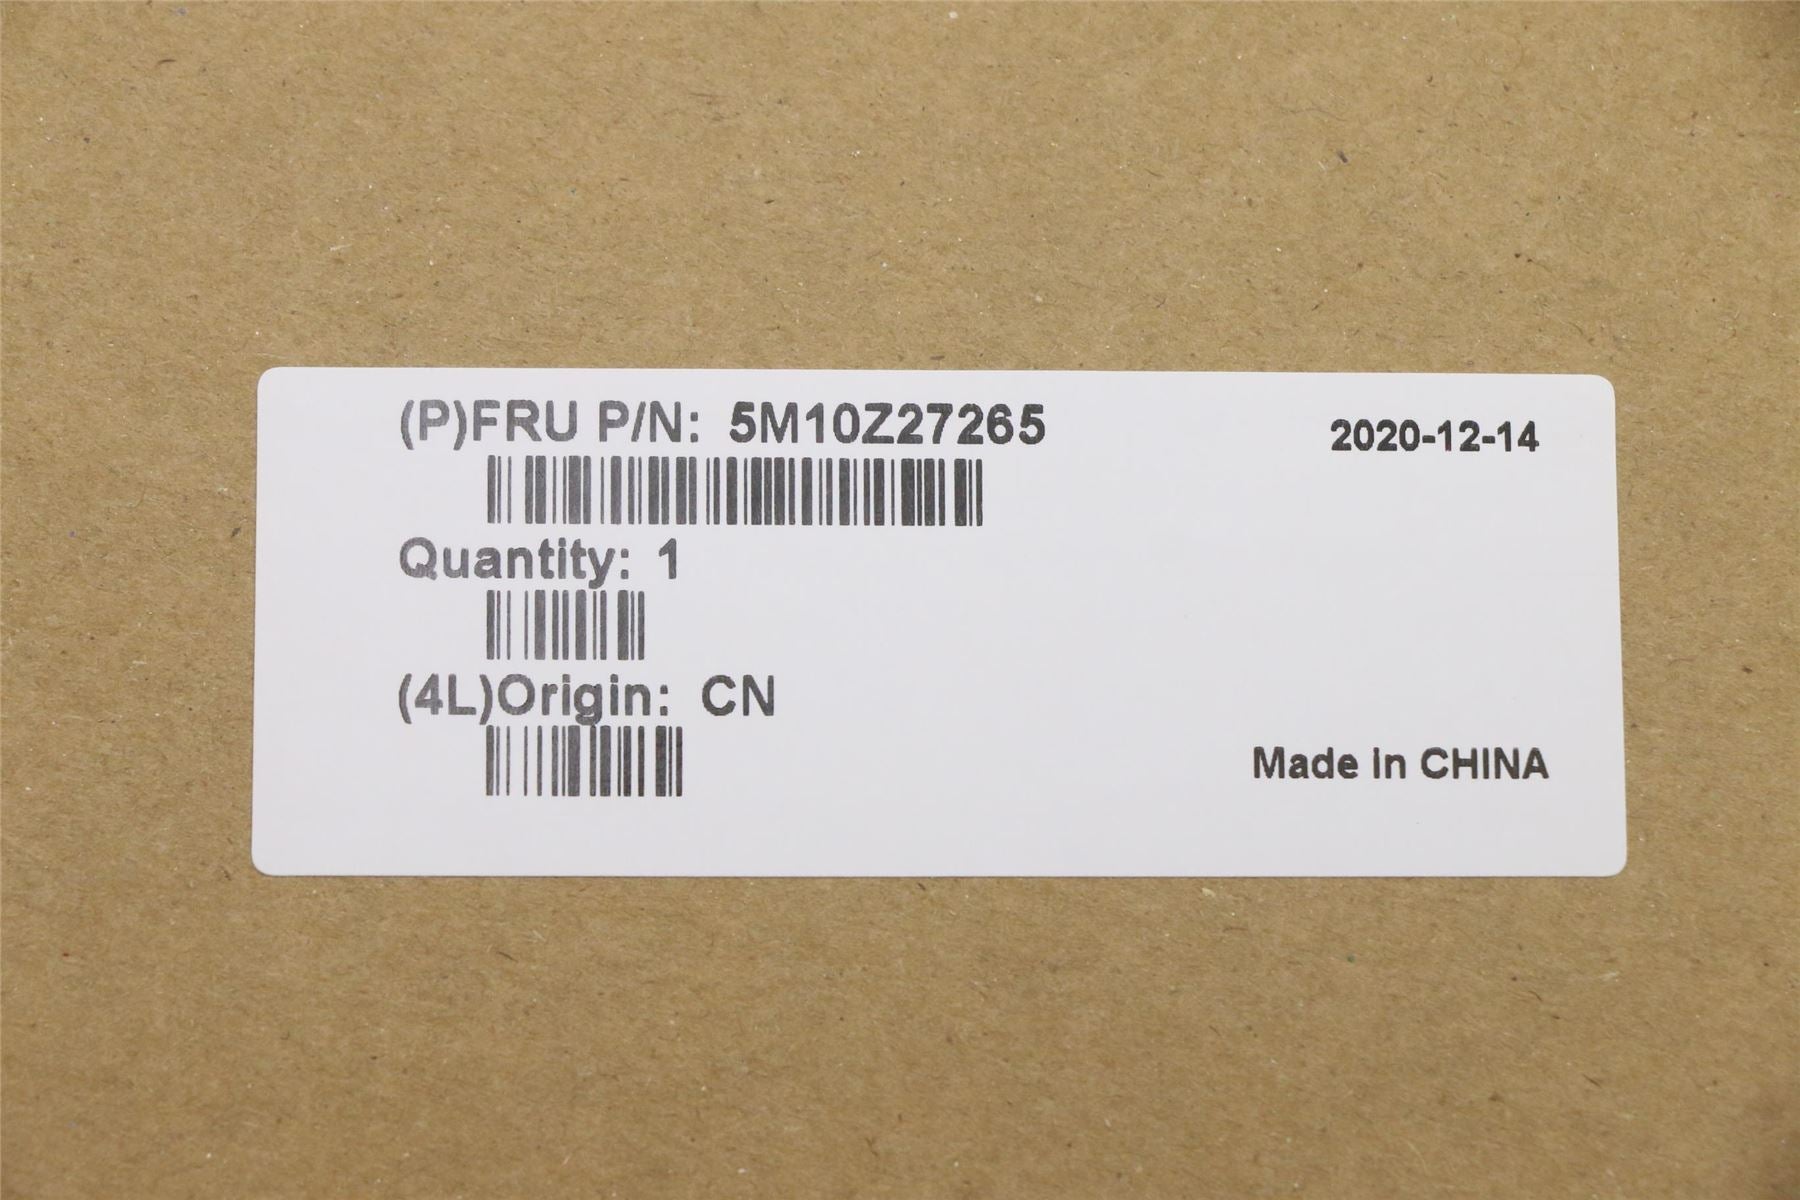 (P)FRU P/N: 5M10Z27265
2020-12-14
Quantity: 1
(4L)Origin: CN
Made in CHINA